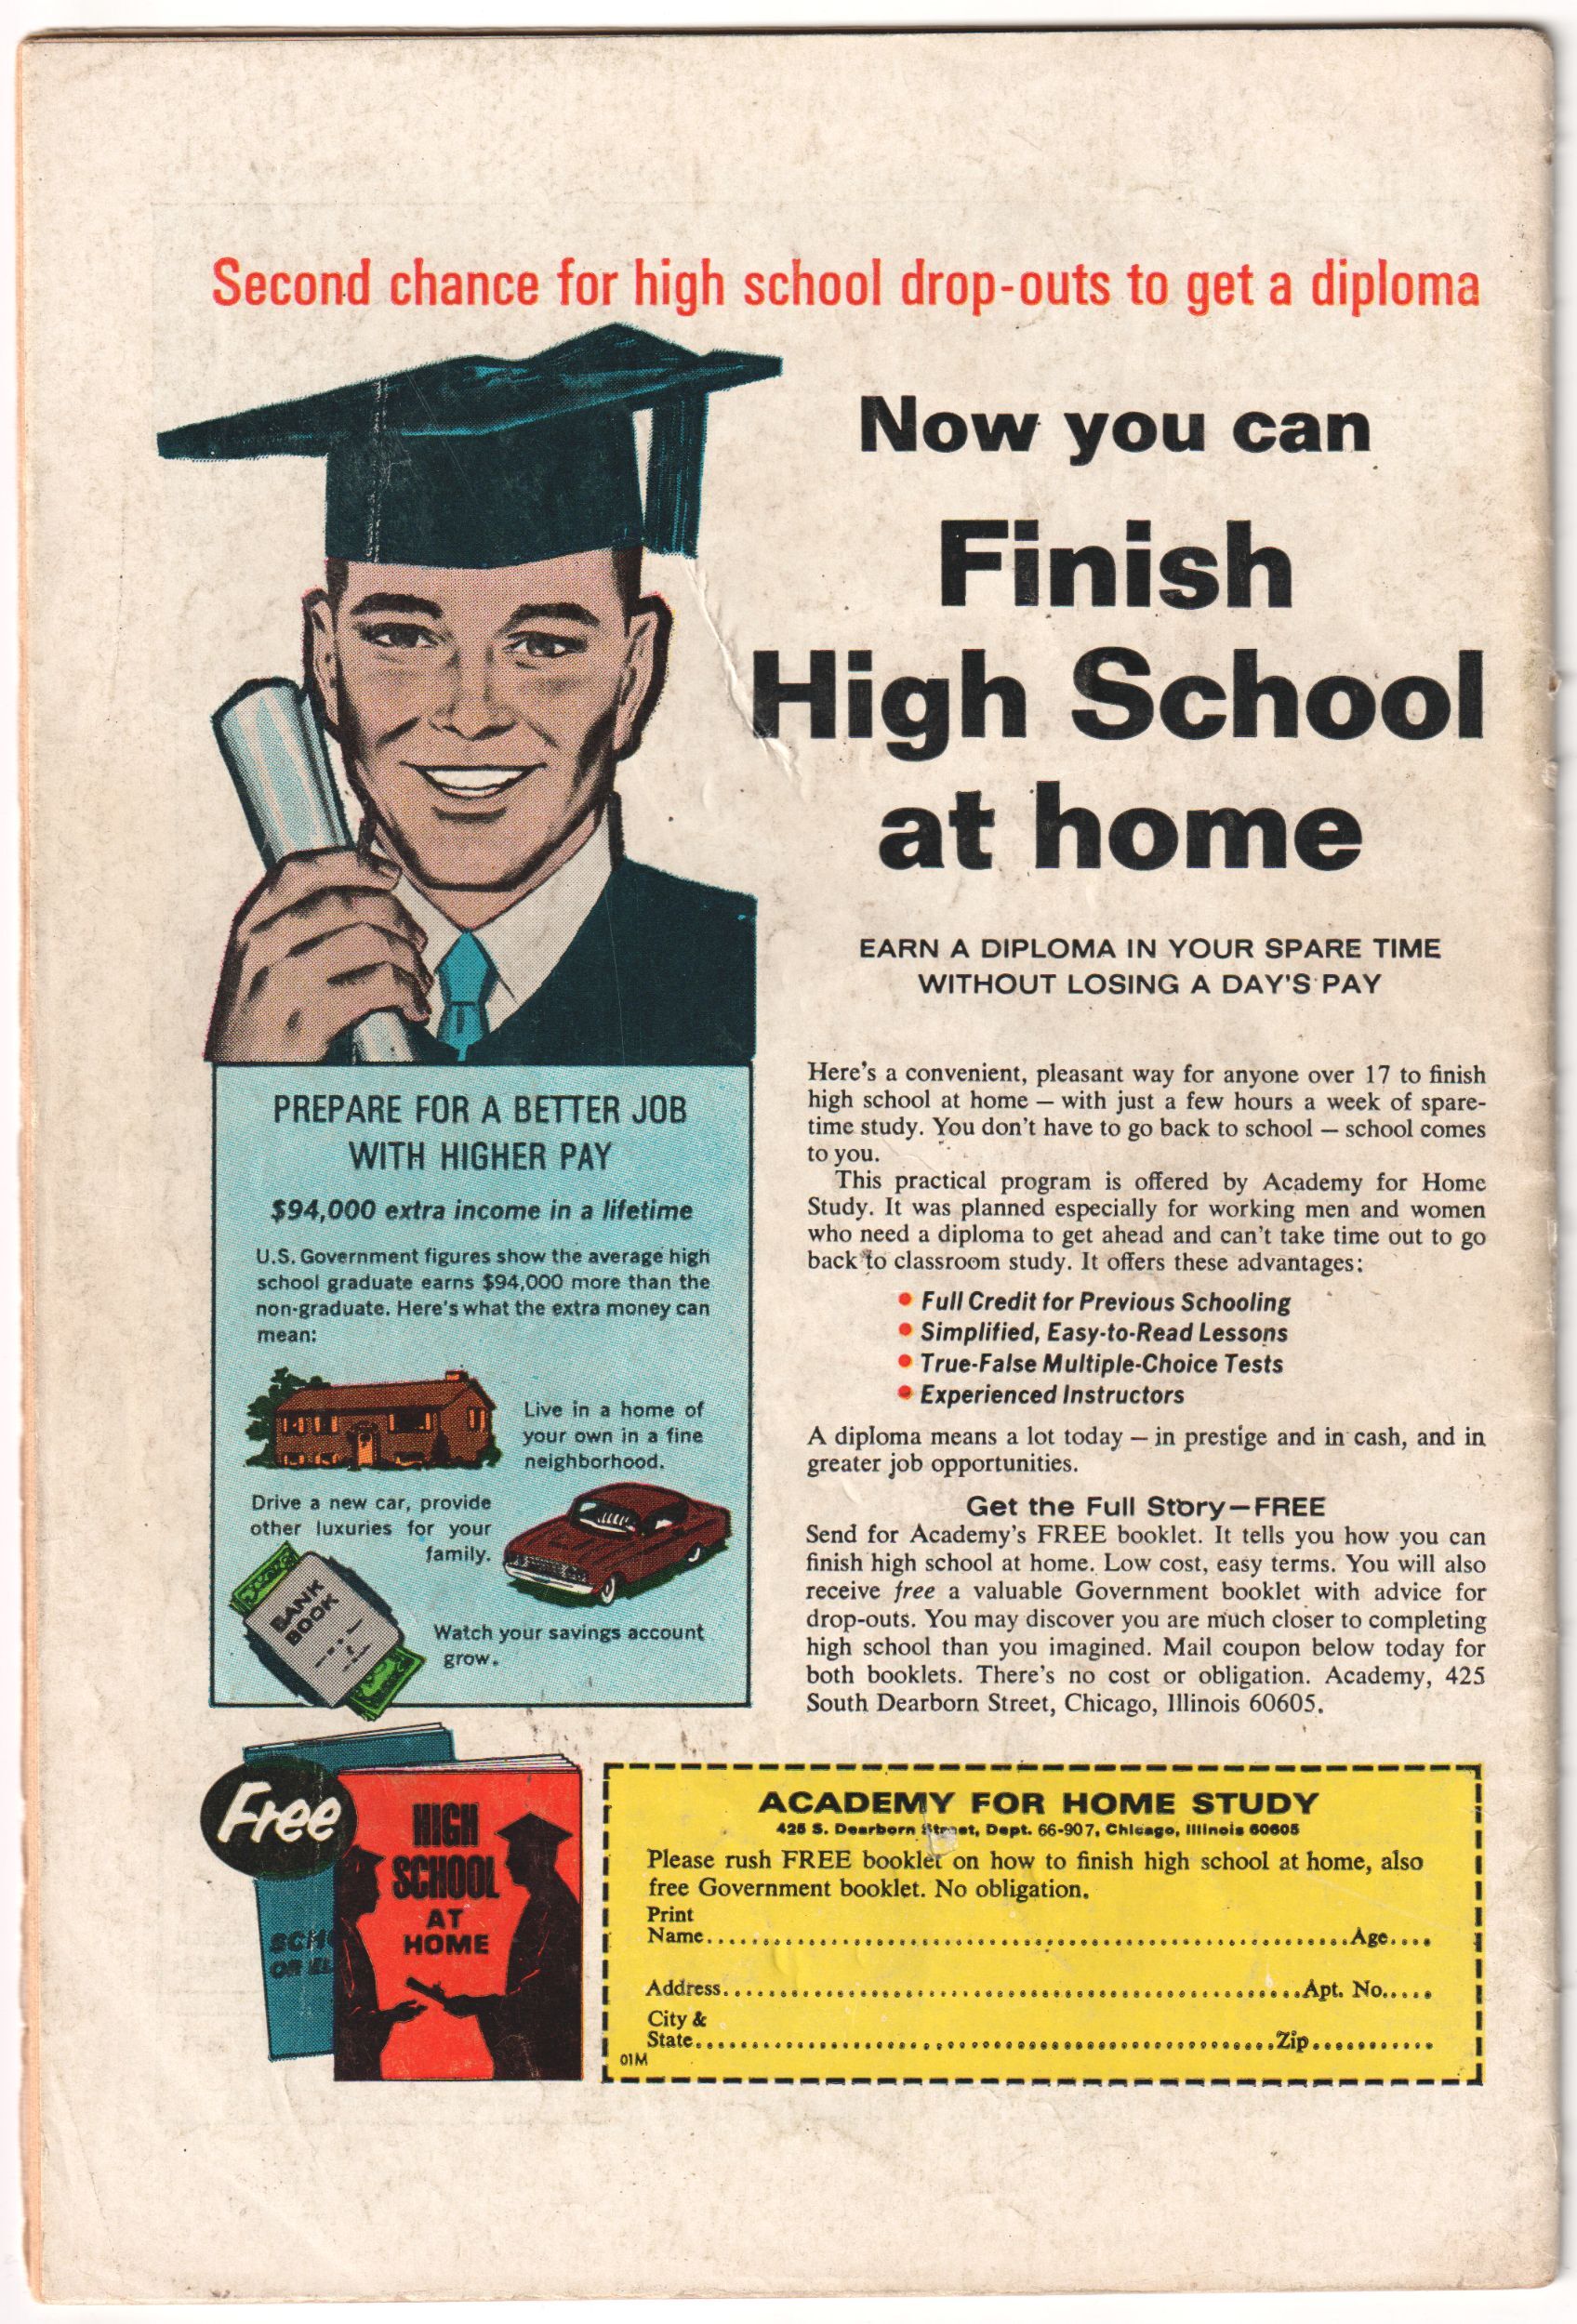 Second chance for high school drop-outs to get a diploma
Now you can
Finish
High School
at home
EARN A DIPLOMA IN YOUR SPARE TIME
WITHOUT LOSING A DAY'S PAY
PREPARE FOR A BETTER JOB
WITH HIGHER PAY
$94,000 extra income in a lifetime
U.S. Government figures show the average high
school graduate earns $94,000 more than the
non-graduate. Here's what the extra money can
mean:
Live in a home of
your own in a fine
neighborhood.
Drive a new car, provide
other luxuries for your
family.
BANK
BOOK
Watch your savings account
grow.
Here's a convenient, pleasant way for anyone over 17 to finish
high school at home — with just a few hours a week of spare-
time study. You don't have to go back to school — school comes
to you.
This practical program is offered by Academy for Home
Study. It was planned especially for working men and women
who need a diploma to get ahead and can't take time out to go
back to classroom study. It offers these advantages:
• Full Credit for Previous Schooling
• Simplified, Easy-to-Read Lessons
• True-False Multiple-Choice Tests
• Experienced Instructors
A diploma means a lot today — in prestige and in cash, and in
greater job opportunities.
Get the Full Story—FREE
Send for Academy's FREE booklet. It tells you how you can
finish high school at home. Low cost, easy terms. You will also
receive free a valuable Government booklet with advice for
drop-outs. You may discover you are much closer to completing
high school than you imagined. Mail coupon below today for
both booklets. There's no cost or obligation. Academy, 425
South Dearborn Street, Chicago, Illinois 60605.
Free
HIGH
SCHOOL
AT
HOME
SCHO
OR EL
ACADEMY FOR HOME STUDY
425 S. Dearborn Street, Dept. 66-907, Chicago, Illinois 60605
Please rush FREE booklet on how to finish high school at home, also
free Government booklet. No obligation.
Print
Name Age
Address Apt. No.
City &
State Zip
01M